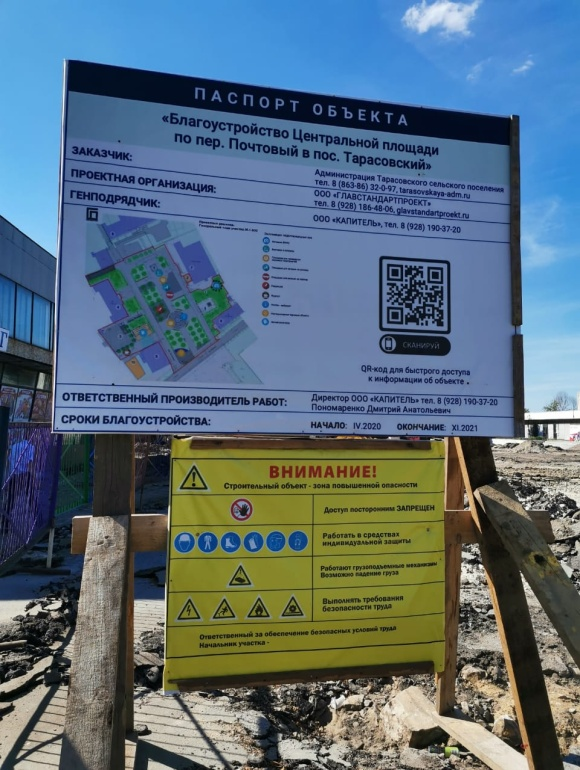 ПАСПОРТ ОБЪЕКТА
«Благоустройство Центральной площади
по пер. Почтовый в пос. Тарасовский»
ЗАКАЗЧИК:
Администрация Тарасовского сельского поселения
тел. 8 (863-86) 32-0-97, tarasovskaya-adm.ru
ПРОЕКТНАЯ ОРГАНИЗАЦИЯ:
ООО «ГЛАВСТАНДАРТПРОЕКТ»
тел. 8 (928) 186-48-06, glavstandartproekt.ru
ГЕНПОДРЯДЧИК:
ООО «КАПИТЕЛЬ», тел. 8 (928) 190-37-20
СКАНИРУЙ
QR-код для быстрого доступа
к информации об объекте
ОТВЕТСТВЕННЫЙ ПРОИЗВОДИТЕЛЬ РАБОТ:
Директор ООО «КАПИТЕЛЬ» тел. 8 (928) 190-37-20
Пономаренко Дмитрий Анатольевич
СРОКИ БЛАГОУСТРОЙСТВА:
НАЧАЛО: IV.2020 ОКОНЧАНИЕ: XI.2021
ВНИМАНИЕ!
Строительный объект - зона повышенной опасности
Доступ посторонним ЗАПРЕЩЕН
Работать в средствах
индивидуальной защиты
Работают грузоподъемные механизмы
Возможно падение груза
Выполнять требования
безопасности труда
Ответственный за обеспечение безопасных условий труда
Начальник участка -